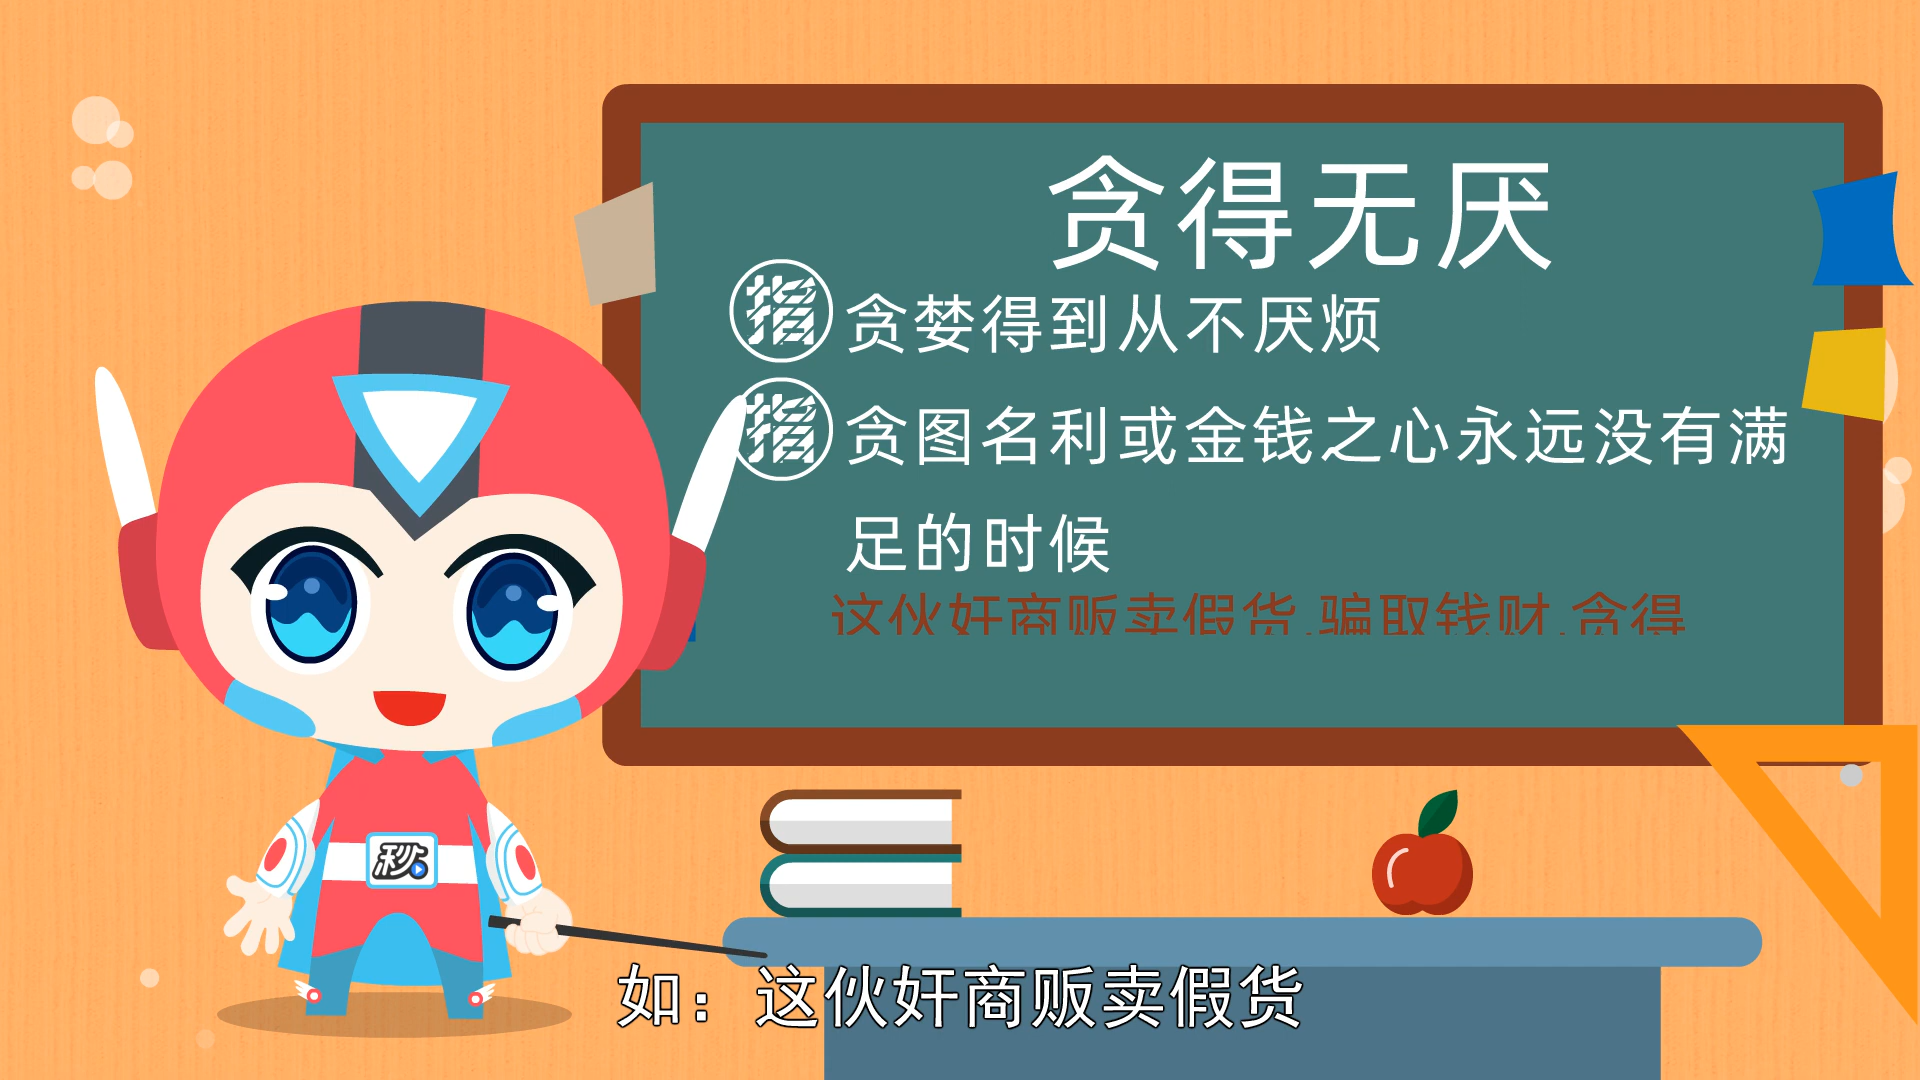 贪得无厌
指 贪婪得到从不厌烦
指 贪图名利或金钱之心永远没有满
足的时候
这伙奸商贩卖假货,骗取钱财,贪得
秒
如：这伙奸商贩卖假货